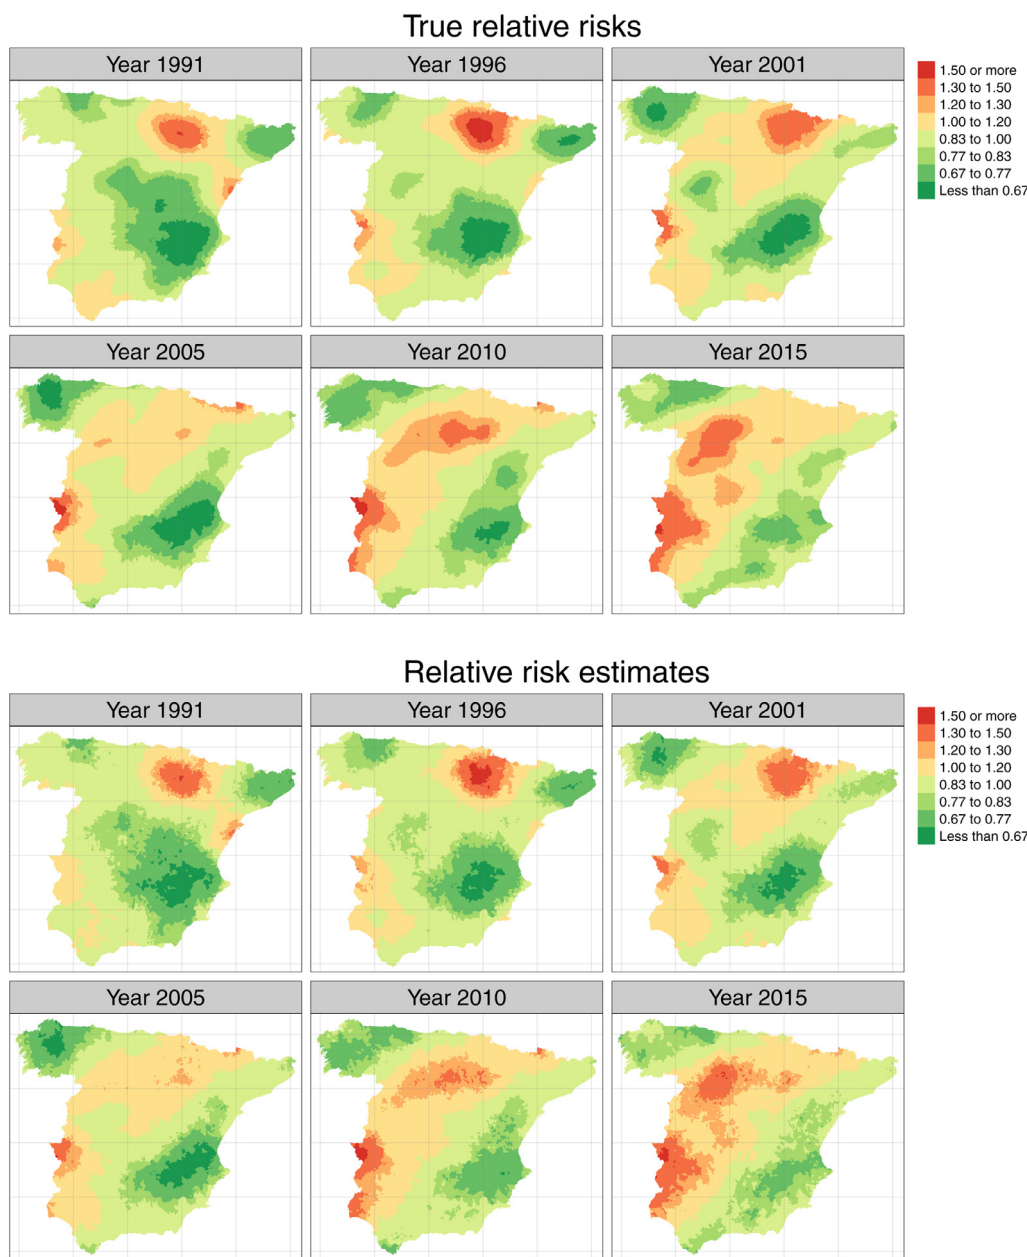 True relative risks
Year 1991
Year 1996
Year 2001
1.50 or more
1.30 to 1.50
1.20 to 1.30
1.00 to 1.20
0.83 to 1.00
0.77 to 0.83
0.67 to 0.77
Less than 0.67
Year 2005
Year 2010
Year 2015
Relative risk estimates
Year 1991
Year 1996
Year 2001
1.50 or more
1.30 to 1.50
1.20 to 1.30
1.00 to 1.20
0.83 to 1.00
0.77 to 0.83
0.67 to 0.77
Less than 0.67
Year 2005
Year 2010
Year 2015